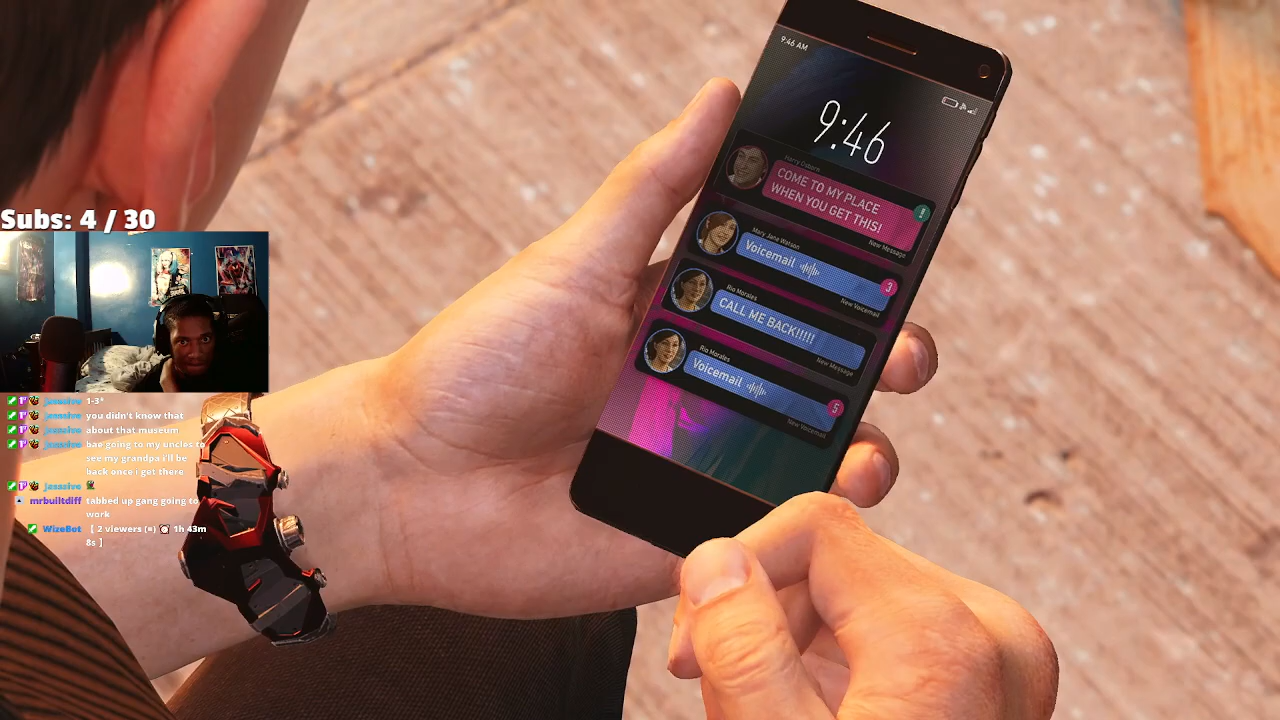 9:46 AM
9:46
Harry Osborn
COME TO MY PLACE
WHEN YOU GET THIS!
!
New Message
Mary Jane Watson
Voicemail
3
New Voicemail
Rio Morales
CALL ME BACK!!!!!
New Message
Rio Morales
Voicemail
5
New Voicemail
Subs: 4 / 30
1-3*
you didn't know that
about that museum
bae going to my uncles to
see my grandpa i'll be
back once i get there
mrbuiltdiff tabbed up gang going to
work
WizeBot [ 2 viewers (=) 1h 43m
8s ]